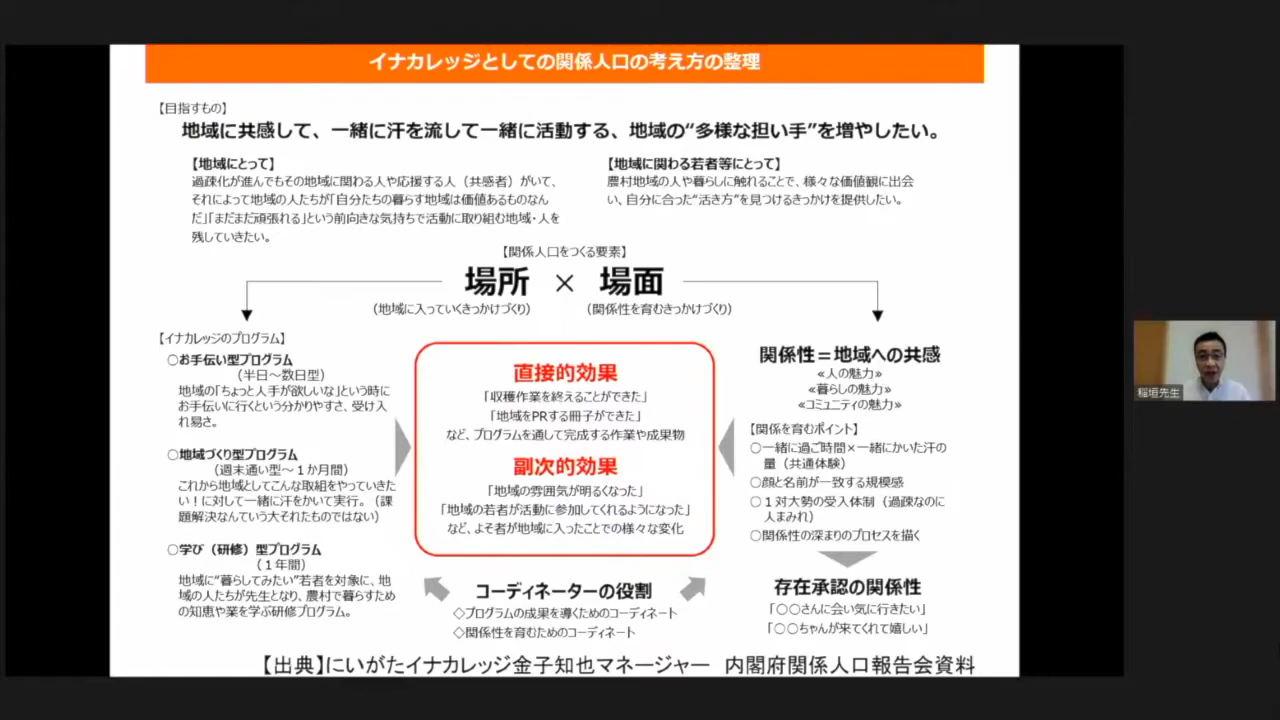 イナカレッジとしての関係人口の考え方の整理
【目指すもの】
地域に共感して、一緒に汗を流して一緒に活動する、地域の“多様な担い手”を増やしたい。
【地域にとって】
過疎化が進んでもその地域に関わる人や応援する人（共感者）がいて、
それによって地域の人たちが「自分たちの暮らす地域は価値あるものなん
だ」「まだまだ頑張れる」という前向きな気持ちで活動に取り組む地域・人を
残していきたい。
【地域に関わる若者等にとって】
農村地域の人や暮らしに触れることで、様々な価値観に出会
い、自分に合った“活き方”を見つけるきっかけを提供したい。
【関係人口をつくる要素】
場所 × 場面
（地域に入っていくきっかけづくり）
（関係性を育むきっかけづくり）
【イナカレッジのプログラム】
○お手伝い型プログラム
（半日～数日型）
地域の「ちょっと人手が欲しいな」という時に
お手伝いに行くという分かりやすさ、受け入
れ易さ。
○地域づくり型プログラム
（週末通い型～１か月間）
これから地域としてこんな取組をやっていきた
い！に対して一緒に汗をかいて実行。（課
題解決なんていう大それたものではない）
○学び（研修）型プログラム
（１年間）
地域に“暮らしてみたい”若者を対象に、地
域の人たちが先生となり、農村で暮らすため
の知恵や業を学ぶ研修プログラム。
直接的効果
「収穫作業を終えることができた」
「地域をPRする冊子ができた」
など、プログラムを通して完成する作業や成果物
副次的効果
「地域の雰囲気が明るくなった」
「地域の若者が活動に参加してくれるようになった」
など、よそ者が地域に入ったことでの様々な変化
コーディネーターの役割
◇プログラムの成果を導くためのコーディネート
◇関係性を育むためのコーディネート
関係性＝地域への共感
≪人の魅力≫
≪暮らしの魅力≫
≪コミュニティの魅力≫
【関係を育むポイント】
○一緒に過ごす時間×一緒にかいた汗の
量（共通体験）
○顔と名前が一致する規模感
○１対大勢の受入体制（過疎なのに
人まみれ）
○関係性の深まりのプロセスを描く
存在承認の関係性
「○○さんに会い気に行きたい」
「○○ちゃんが来てくれて嬉しい」
【出典】にいがたイナカレッジ金子知也マネージャー　内閣府関係人口報告会資料
稲垣先生